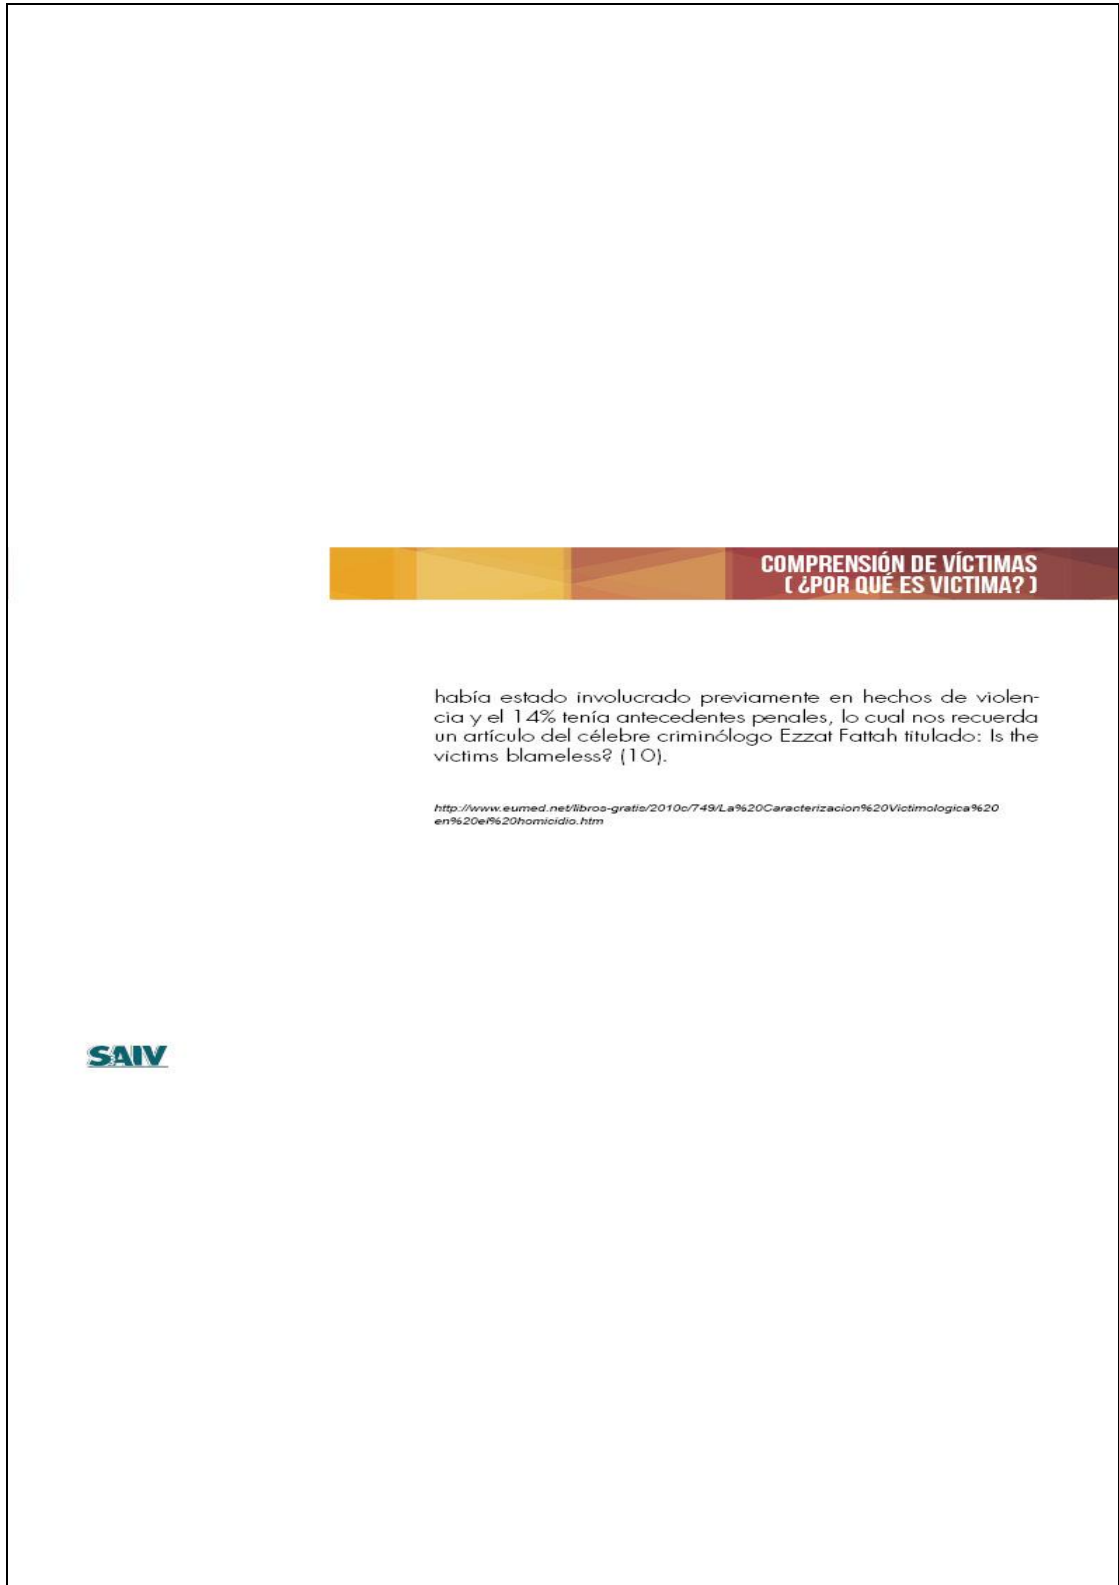 COMPRENSIÓN DE VÍCTIMAS
( ¿POR QUÉ ES VICTIMA? )
había estado involucrado previamente en hechos de violen-
cia y el 14% tenía antecedentes penales, lo cual nos recuerda
un artículo del célebre criminólogo Ezzat Fattah titulado: Is the
victims blameless? (10).
http://www.eumed.net/libros-gratis/2010c/749/La%20Caracterizacion%20Victimologica%20
en%20el%20homicidio.htm
SAIV